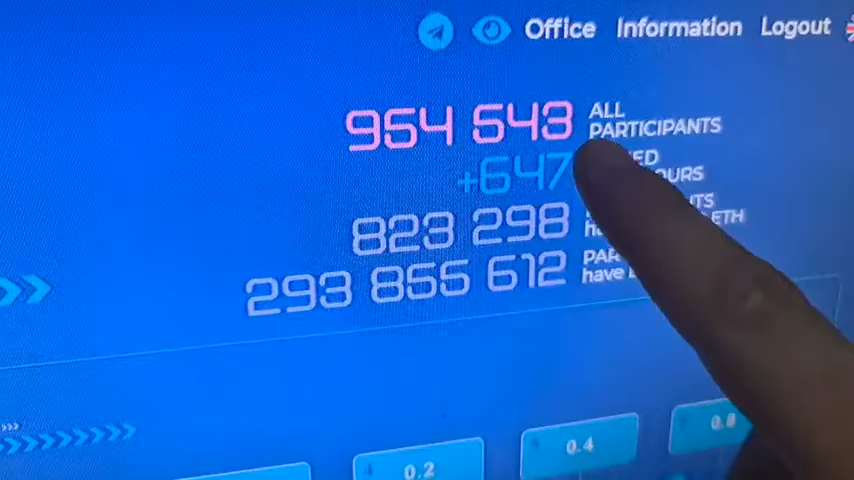 Office Information Logout
954 543 ALL PARTICIPANTS
+647
823 298 ETH
293 855 612 have
0.2 0.4 0.8